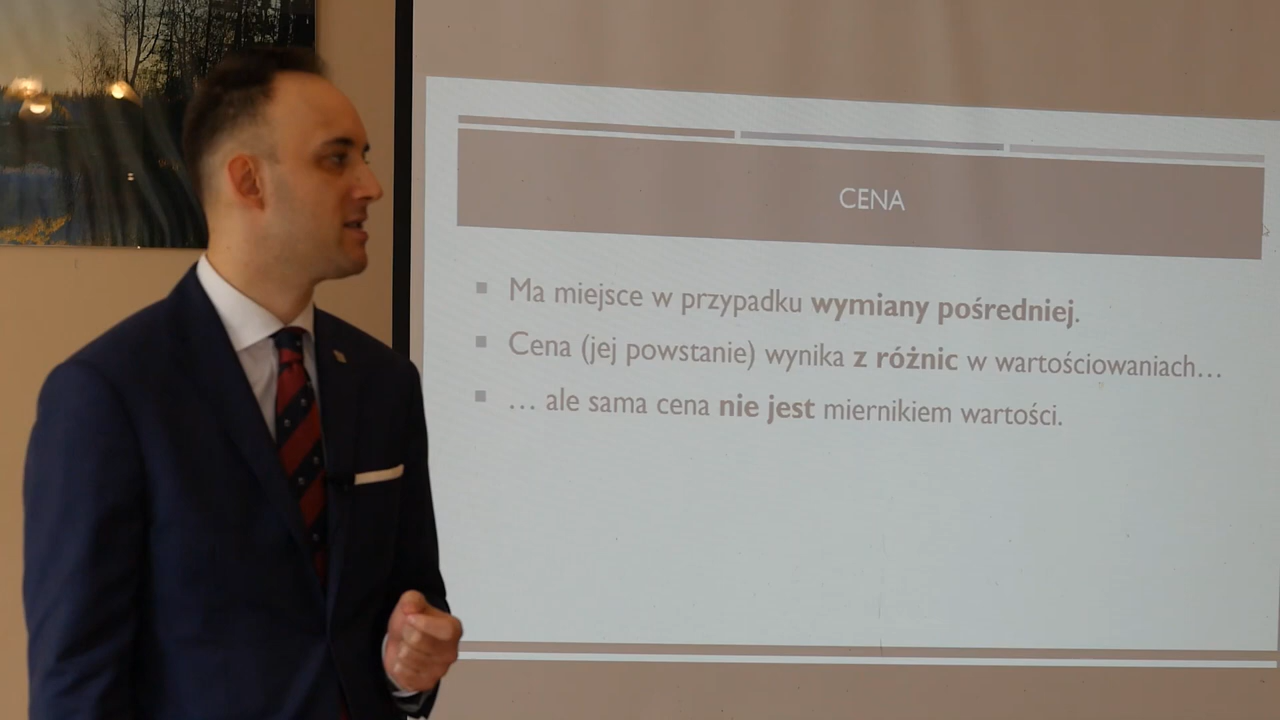 CENA
Ma miejsce w przypadku wymiany pośredniej.
Cena (jej powstanie) wynika z różnic w wartościowaniach…
… ale sama cena nie jest miernikiem wartości.